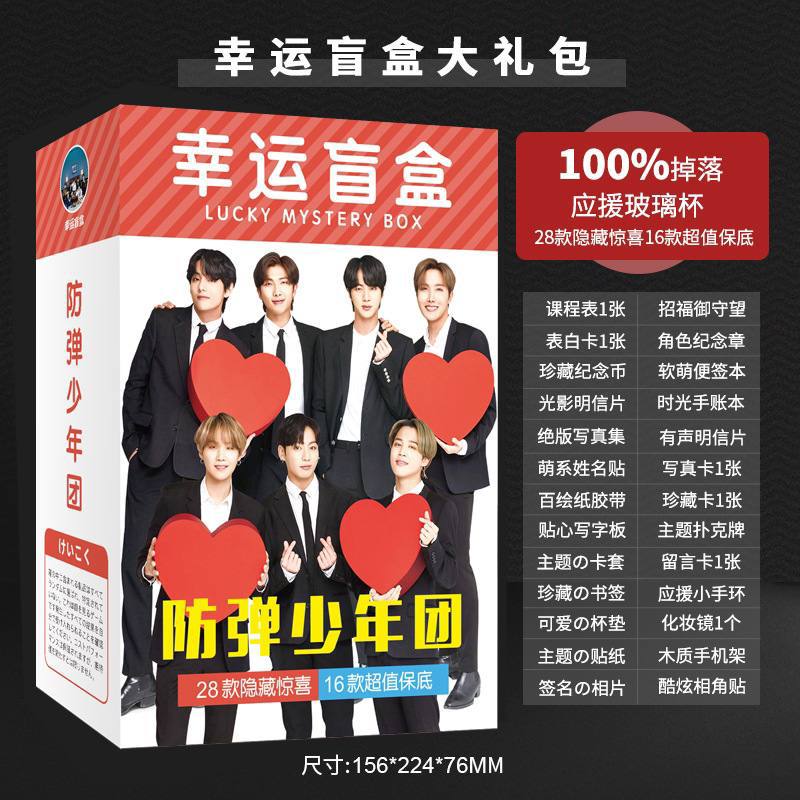 幸运盲盒大礼包
幸运盲盒
LUCKY MYSTERY BOX
幸运盲盒
防弹少年团
けいこく
防弹少年团
28款隐藏惊喜 16款超值保底
100%掉落
应援玻璃杯
28款隐藏惊喜16款超值保底
课程表1张 招福御守望
表白卡1张 角色纪念章
珍藏纪念币 软萌便签本
光影明信片 时光手账本
绝版写真集 有声明信片
萌系姓名贴 写真卡1张
百绘纸胶带 珍藏卡1张
贴心写字板 主题扑克牌
主题の卡套 留言卡1张
珍藏の书签 应援小手环
可爱の杯垫 化妆镜1个
主题の贴纸 木质手机架
签名の相片 酷炫相角贴
尺寸:156*224*76MM